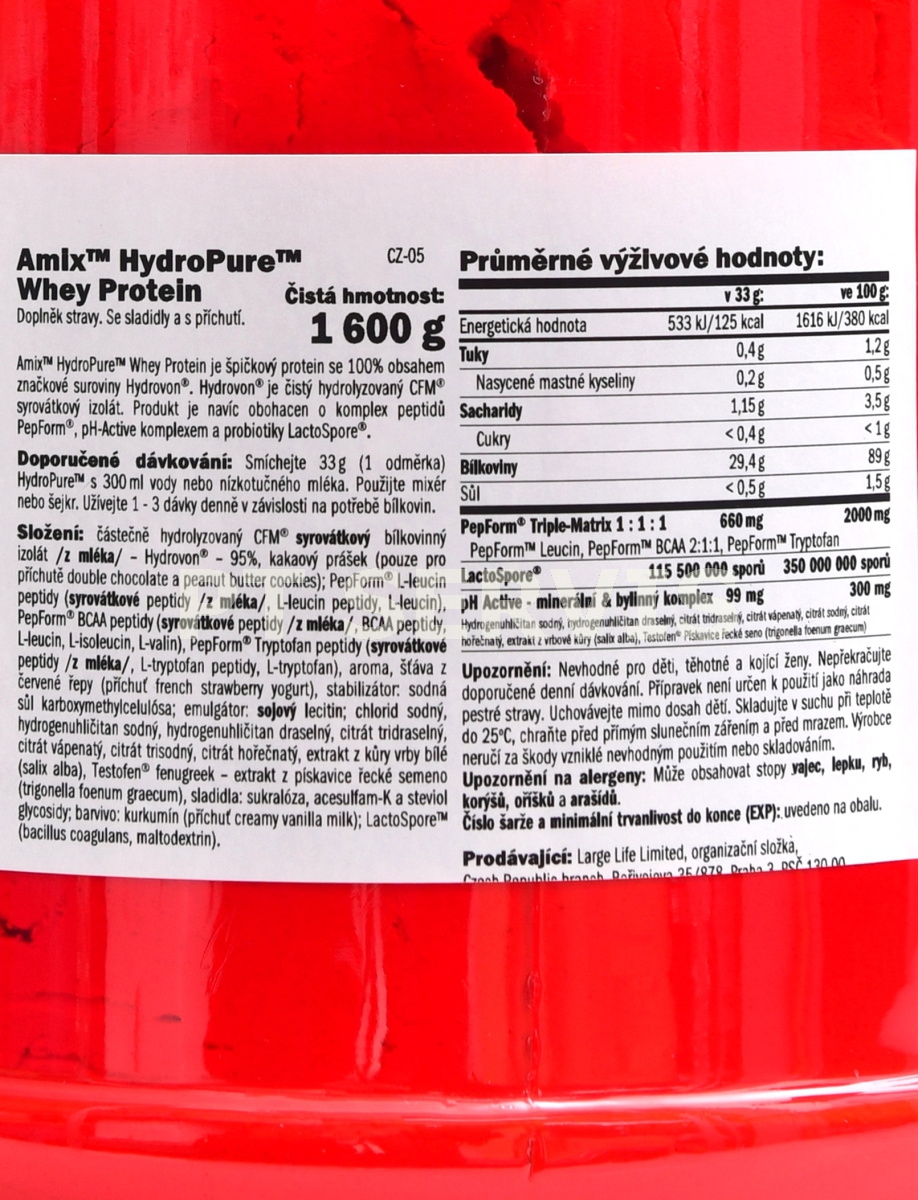 Amix™ HydroPure™ CZ-05
Whey Protein Čistá hmotnost:
Doplněk stravy. Se sladidly a s příchutí. 1 600 g
Amix™ HydroPure™ Whey Protein je špičkový protein se 100% obsahem
značkové suroviny Hydrovon®. Hydrovon® je čistý hydrolyzovaný CFM®
syrovátkový izolát. Produkt je navíc obohacen o komplex peptidů
PepForm®, pH-Active komplexem a probiotiky LactoSpore®.
Doporučené dávkování: Smíchejte 33g (1 odměrka)
HydroPure™ s 300ml vody nebo nízkotučného mléka. Použijte mixér
nebo šejkr. Užívejte 1 - 3 dávky denně v závislosti na potřebě bílkovin.
Složení: částečně hydrolyzovaný CFM® syrovátkový bílkovinný
izolát /z mléka/ – Hydrovon® – 95%, kakaový prášek (pouze pro
příchutě double chocolate a peanut butter cookies); PepForm® L-leucin
peptidy (syrovátkové peptidy /z mléka/, L-leucin peptidy, L-leucin),
PepForm® BCAA peptidy (syrovátkové peptidy /z mléka/, BCAA peptidy,
L-leucin, L-isoleucin, L-valin), PepForm® Tryptofan peptidy (syrovátkové
peptidy /z mléka/, L-tryptofan peptidy, L-tryptofan), aroma, šťáva z
červené řepy (příchuť french strawberry yogurt), stabilizátor: sodná
sůl karboxymethylcelulósa; emulgátor: sojový lecitin; chlorid sodný,
hydrogenuhličitan sodný, hydrogenuhličitan draselný, citrát tridraselný,
citrát vápenatý, citrát trisodný, citrát hořečnatý, extrakt z kůry vrby bílé
(salix alba), Testofen® fenugreek – extrakt z pískavice řecké semeno
(trigonella foenum graecum), sladidla: sukralóza, acesulfam-K a steviol
glycosidy; barvivo: kurkumín (příchuť creamy vanilla milk); LactoSpore™
(bacillus coagulans, maltodextrin).
Průměrné výživové hodnoty:
v 33 g: ve 100 g:
Energetická hodnota 533 kJ/125 kcal 1616 kJ/380 kcal
Tuky 0,4 g 1,2 g
Nasycené mastné kyseliny 0,2 g 0,5 g
Sacharidy 1,15 g 3,5 g
Cukry < 0,4 g < 1 g
Bílkoviny 29,4 g 89 g
Sůl < 0,5 g 1,5 g
PepForm® Triple-Matrix 1 : 1 : 1 660 mg 2000 mg
PepForm™ Leucin, PepForm™ BCAA 2:1:1, PepForm™ Tryptofan
LactoSpore® 115 500 000 sporů 350 000 000 sporů
pH Active - minerální & bylinný komplex 99 mg 300 mg
Hydrogenuhličitan sodný, hydrogenuhličitan draselný, citrát tridraselný, citrát vápenatý, citrát sodný, citrát
hořečnatý, extrakt z vrbové kůry (salix alba), Testofen® Pískavice řecké seno (trigonella foenum graecum)
Upozornění: Nevhodné pro děti, těhotné a kojící ženy. Nepřekračujte
doporučené denní dávkování. Přípravek není určen k použití jako náhrada
pestré stravy. Uchovávejte mimo dosah dětí. Skladujte v suchu při teplotě
do 25ºC, chraňte před přímým slunečním zářením a před mrazem. Výrobce
neručí za škody vzniklé nevhodným použitím nebo skladováním.
Upozornění na alergeny: Může obsahovat stopy vajec, lepku, ryb,
korýšů, oříšků a arašídů.
Číslo šarže a minimální trvanlivost do konce (EXP): uvedeno na obalu.
Prodávající: Large Life Limited, organizační složka,
Czech Republic branch, Bořivojova 35/878, Praha 3, PSČ 130 00